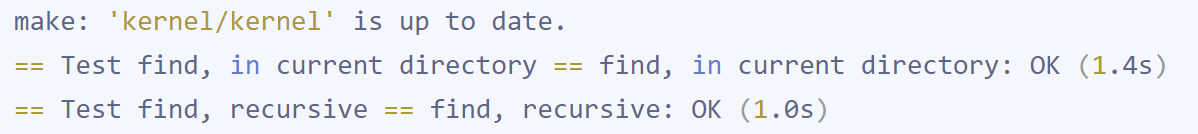 make: 'kernel/kernel' is up to date.
== Test find, in current directory == find, in current directory: OK (1.4s)
== Test find, recursive == find, recursive: OK (1.0s)